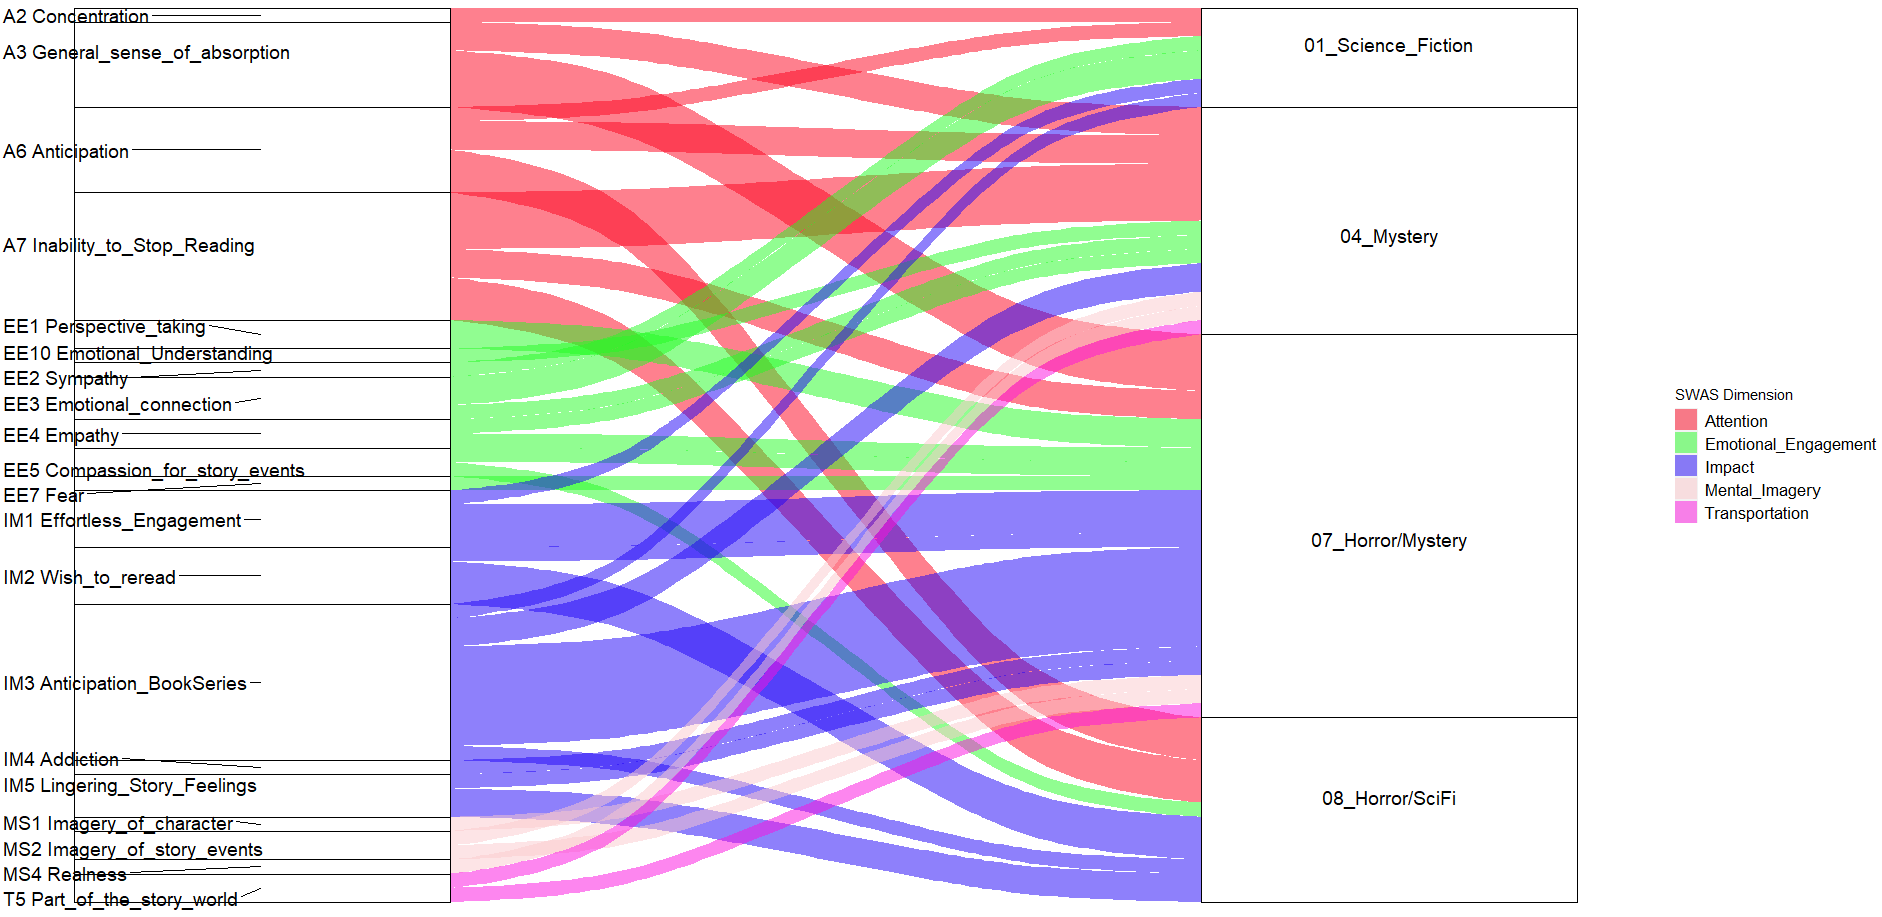 A2 Concentration
A3 General_sense_of_absorption
A6 Anticipation
A7 Inability_to_Stop_Reading
EE1 Perspective_taking
EE10 Emotional_Understanding
EE2 Sympathy
EE3 Emotional_connection
EE4 Empathy
EE5 Compassion_for_story_events
EE7 Fear
IM1 Effortless_Engagement
IM2 Wish_to_reread
IM3 Anticipation_BookSeries
IM4 Addiction
IM5 Lingering_Story_Feelings
MS1 Imagery_of_character
MS2 Imagery_of_story_events
MS4 Realness
T5 Part_of_the_story_world
01_Science_Fiction
04_Mystery
07_Horror/Mystery
08_Horror/SciFi
SWAS Dimension
Attention
Emotional_Engagement
Impact
Mental_Imagery
Transportation